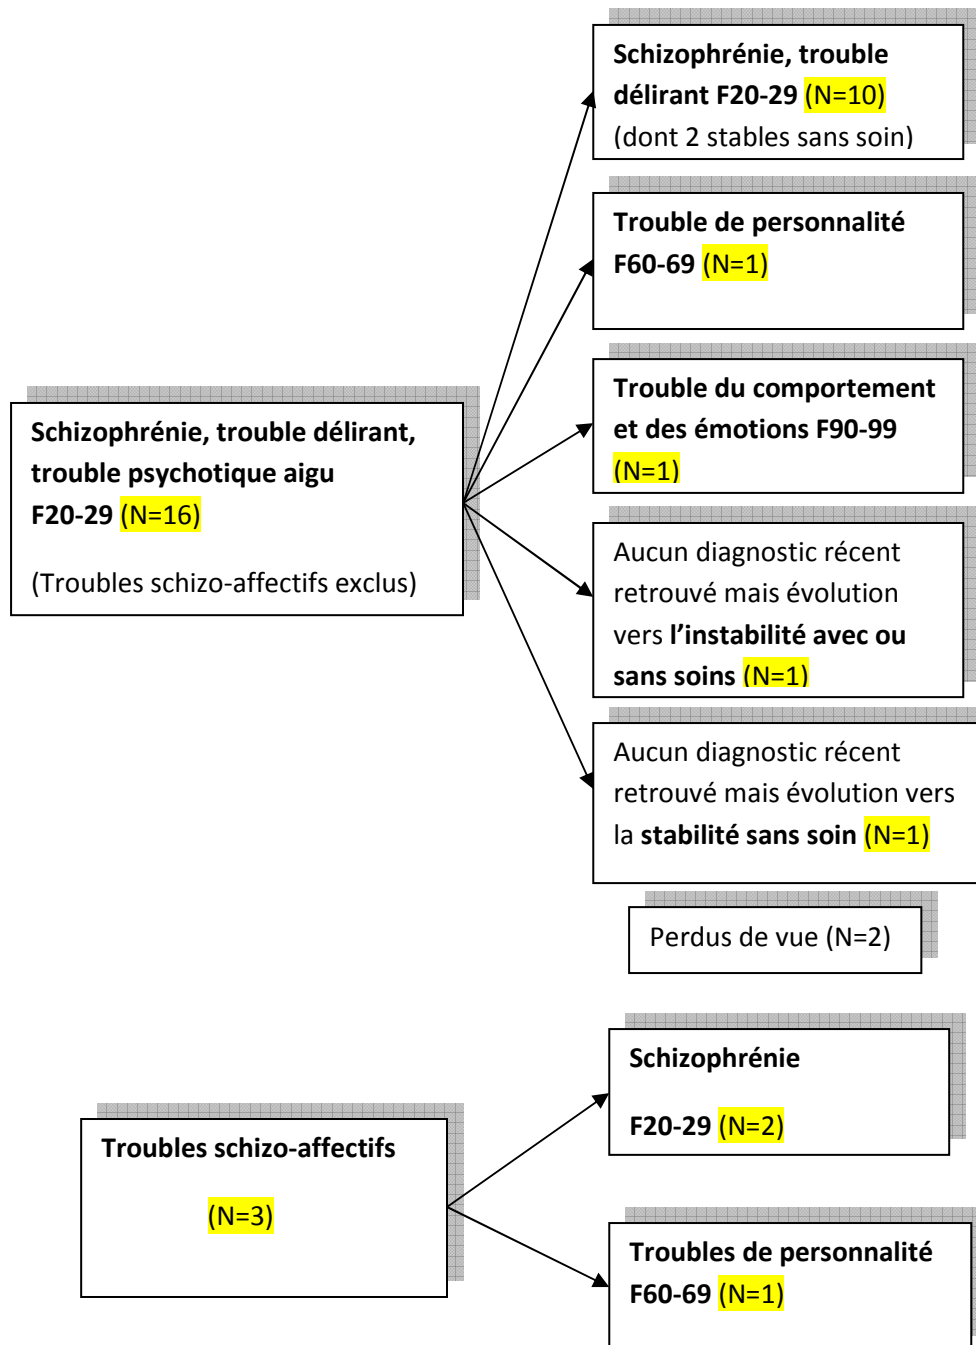 Schizophrénie, trouble
délirant F20-29 (N=10)
(dont 2 stables sans soin)
Trouble de personnalité
F60-69 (N=1)
Trouble du comportement
et des émotions F90-99
(N=1)
Schizophrénie, trouble délirant,
trouble psychotique aigu
F20-29 (N=16)
(Troubles schizo-affectifs exclus)
Aucun diagnostic récent
retrouvé mais évolution
vers l’instabilité avec ou
sans soins (N=1)
Aucun diagnostic récent
retrouvé mais évolution vers
la stabilité sans soin (N=1)
Perdus de vue (N=2)
Schizophrénie
F20-29 (N=2)
Troubles schizo-affectifs
(N=3)
Troubles de personnalité
F60-69 (N=1)